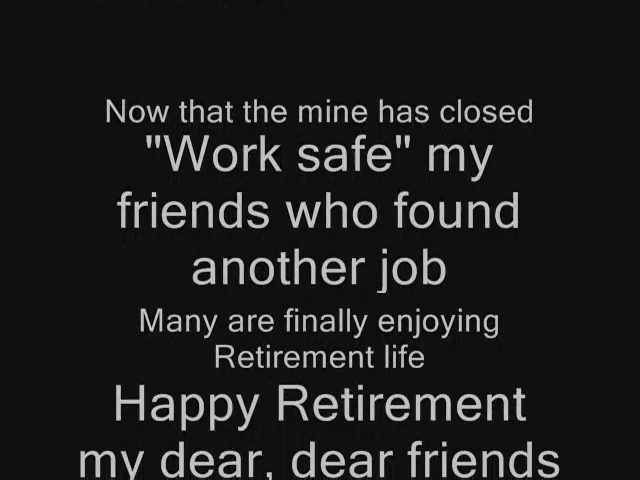 Now that the mine has closed
"Work safe" my
friends who found
another job
Many are finally enjoying
Retirement life
Happy Retirement
my dear, dear friends